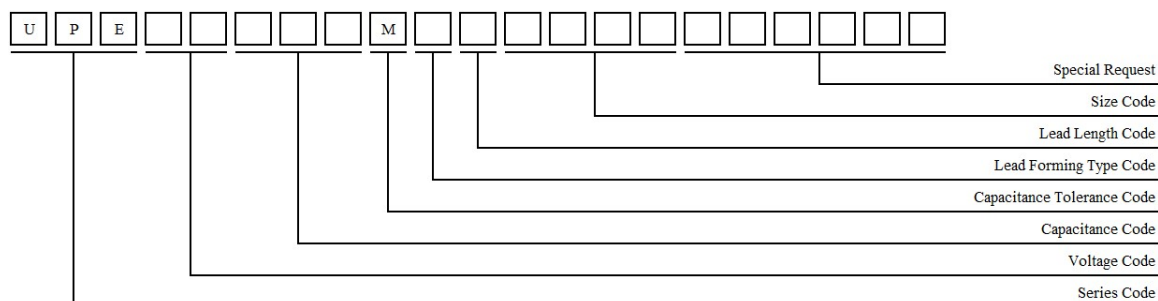 U P E M
Special Request
Size Code
Lead Length Code
Lead Forming Type Code
Capacitance Tolerance Code
Capacitance Code
Voltage Code
Series Code